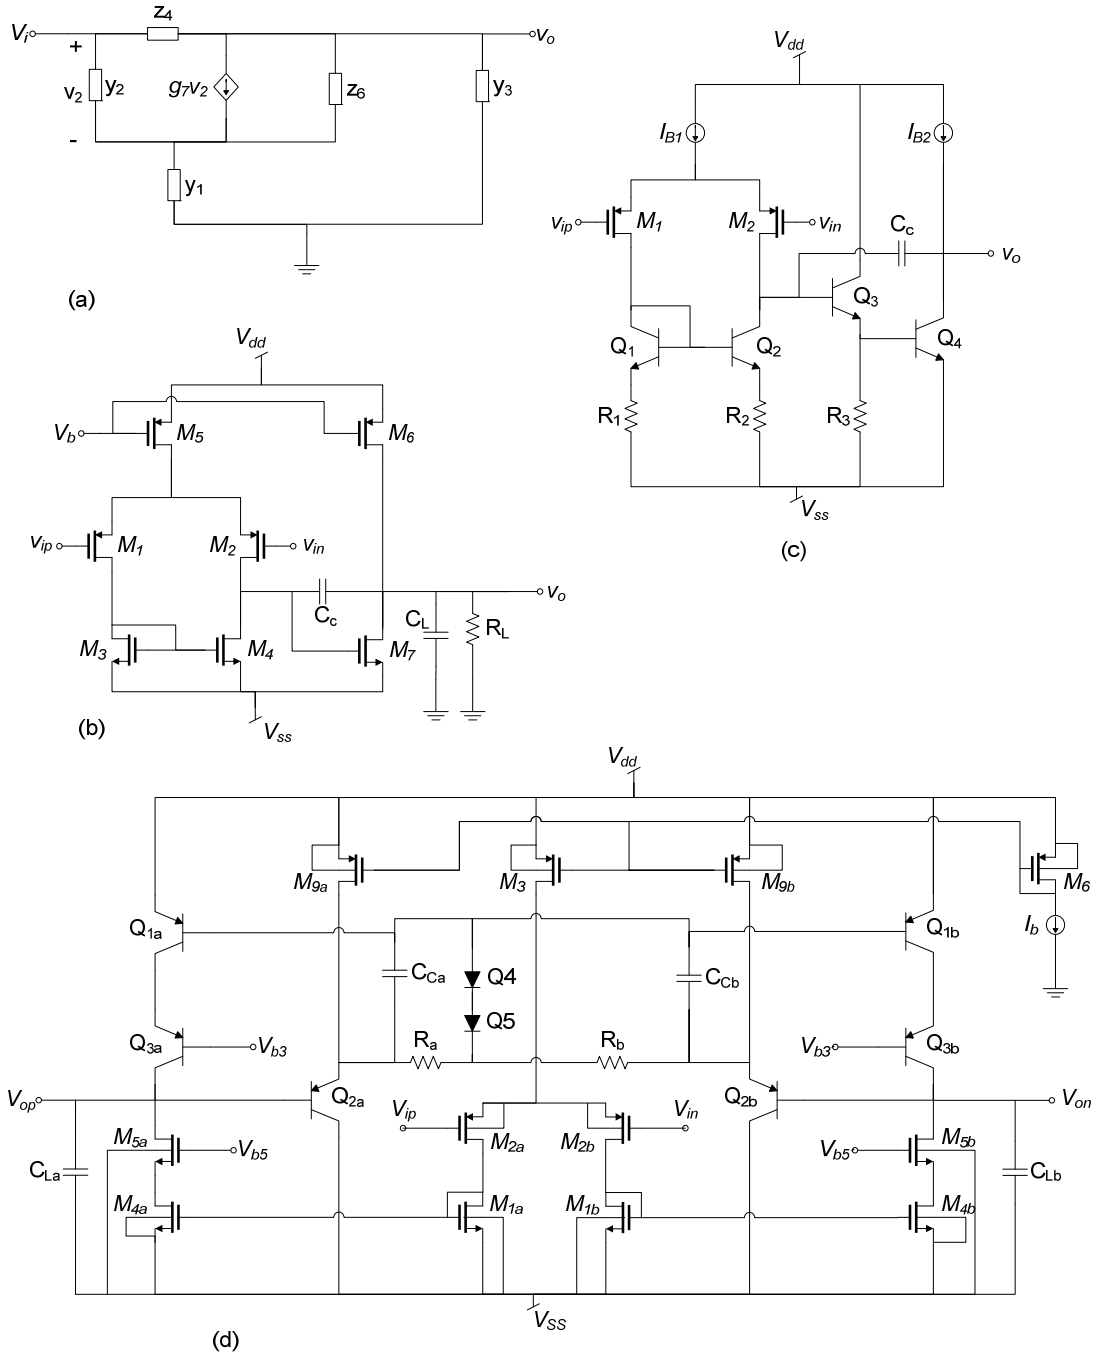 Vi
+
z4
vo
v2
y2
g7v2
z6
y3
-
y1
(a)
Vdd
IB1
IB2
vip
M1
M2
vin
Cc
vo
Q3
Q1
Q2
Q4
R1
R2
R3
Vss
(c)
Vdd
Vb
M5
M6
vip
M1
M2
vin
Cc
vo
CL
RL
M3
M4
M7
Vss
(b)
Vdd
M9a
M3
M9b
M6
Q1a
Q1b
Ib
CCa
Q4
CCb
Q5
Q3a
Vb3
Ra
Rb
Vb3
Q3b
Vop
Q2a
Vip
Vin
Q2b
Von
M5a
Vb5
M2a
M2b
Vb5
M5b
CLa
CLb
M4a
M1a
M1b
M4b
VSS
(d)